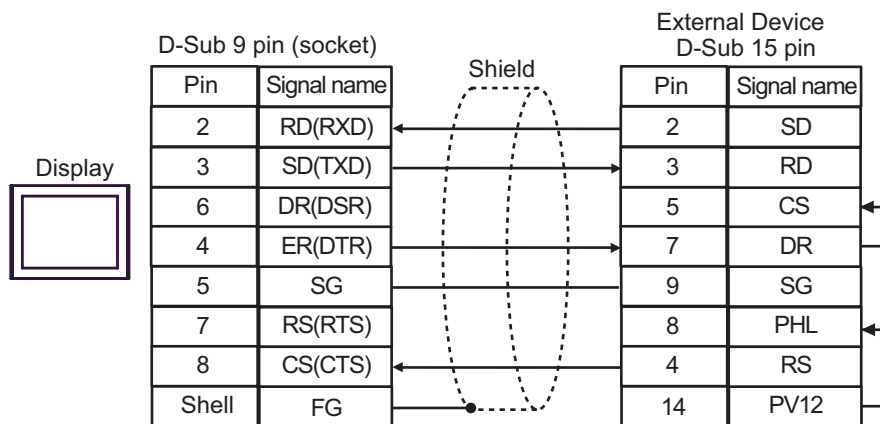 External Device
D-Sub 9 pin (socket) D-Sub 15 pin
Shield
Pin Signal name Pin Signal name
2 RD(RXD) 2 SD
3 SD(TXD) 3 RD
Display
6 DR(DSR) 5 CS
4 ER(DTR) 7 DR
5 SG 9 SG
7 RS(RTS) 8 PHL
8 CS(CTS) 4 RS
Shell FG 14 PV12